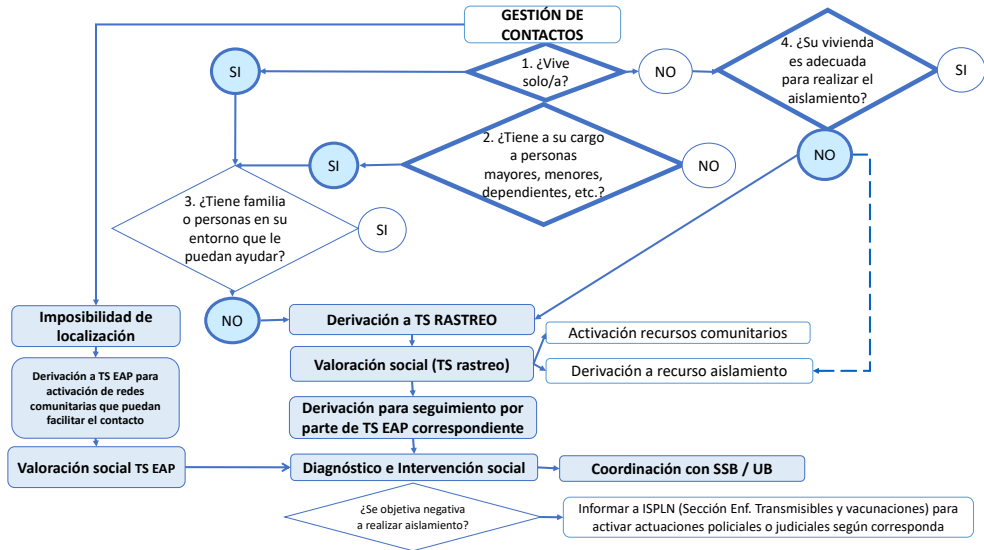 GESTIÓN DE
CONTACTOS
1. ¿Vive
solo/a?
SI
NO
4. ¿Su vivienda
es adecuada
para realizar el
aislamiento?
SI
NO
2. ¿Tiene a su cargo
a personas
mayores, menores,
dependientes, etc.?
SI
NO
3. ¿Tiene familia
o personas en su
entorno que le
puedan ayudar?
SI
NO
Imposibilidad de
localización
Derivación a TS EAP para
activación de redes
comunitarias que puedan
facilitar el contacto
Valoración social TS EAP
Derivación a TS RASTREO
Valoración social (TS rastreo)
Activación recursos comunitarios
Derivación a recurso aislamiento
Derivación para seguimiento por
parte de TS EAP correspondiente
Diagnóstico e Intervención social
Coordinación con SSB / UB
¿Se objetiva negativa
a realizar aislamiento?
Informar a ISPLN (Sección Enf. Transmisibles y vacunaciones) para
activar actuaciones policiales o judiciales según corresponda